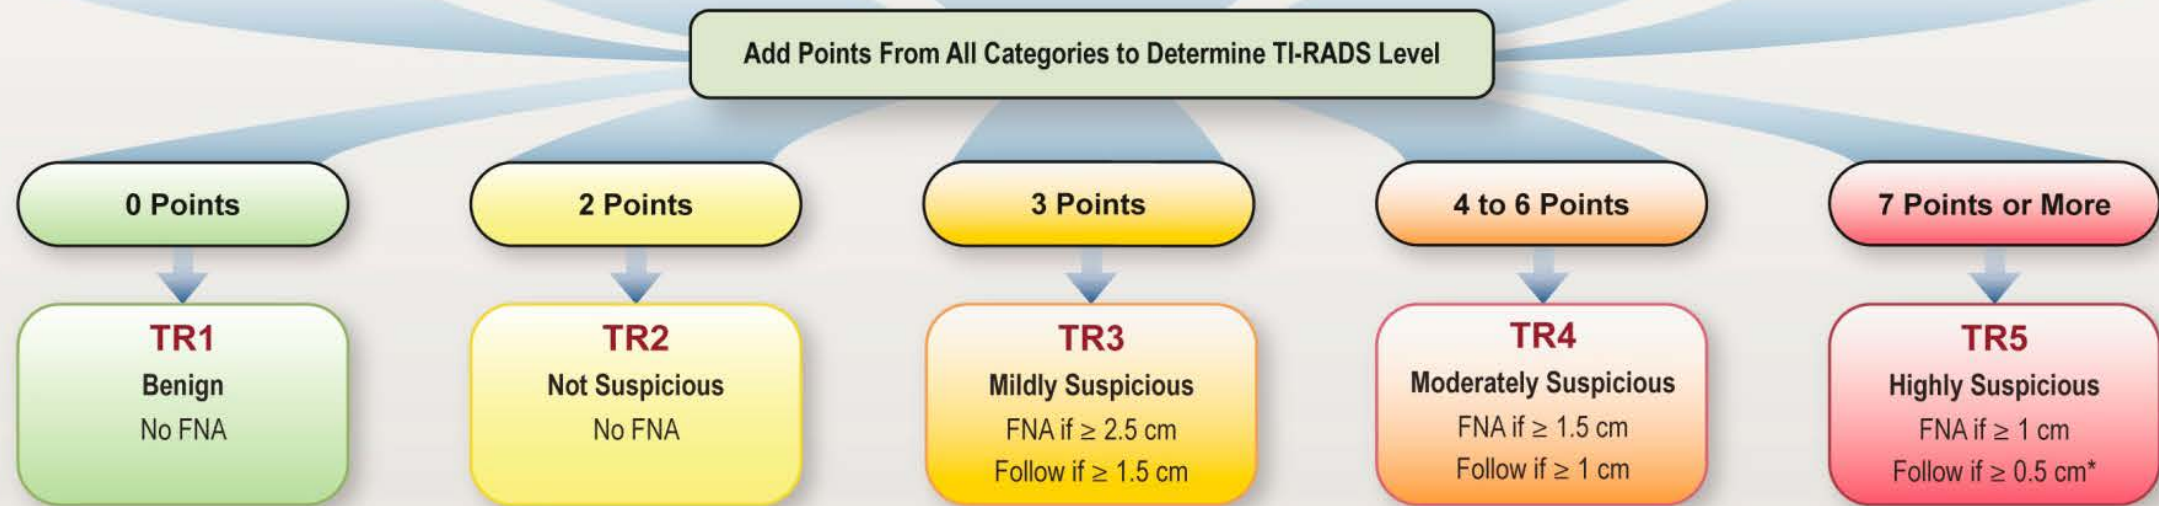 Add Points From All Categories to Determine TI-RADS Level
0 Points
2 Points
3 Points
4 to 6 Points
7 Points or More
TR1
Benign
No FNA
TR2
Not Suspicious
No FNA
TR3
Mildly Suspicious
FNA if ≥ 2.5 cm
Follow if ≥ 1.5 cm
TR4
Moderately Suspicious
FNA if ≥ 1.5 cm
Follow if ≥ 1 cm
TR5
Highly Suspicious
FNA if ≥ 1 cm
Follow if ≥ 0.5 cm*